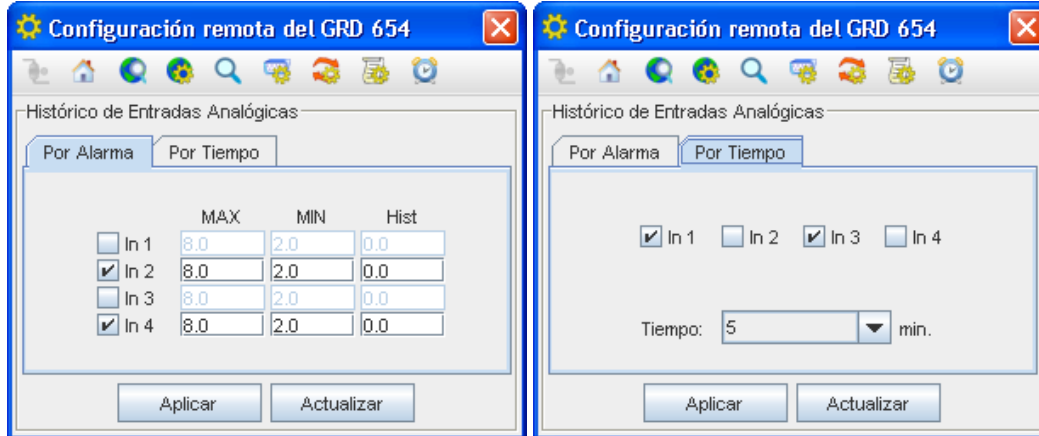 Configuración remota del GRD 654
Histórico de Entradas Analógicas
Por Alarma Por Tiempo
MAX MIN Hist
In 1 8.0 2.0 0.0
In 2 8.0 2.0 0.0
In 3 8.0 2.0 0.0
In 4 8.0 2.0 0.0
Aplicar Actualizar
Configuración remota del GRD 654
Histórico de Entradas Analógicas
Por Alarma Por Tiempo
In 1 In 2 In 3 In 4
Tiempo: 5 min.
Aplicar Actualizar